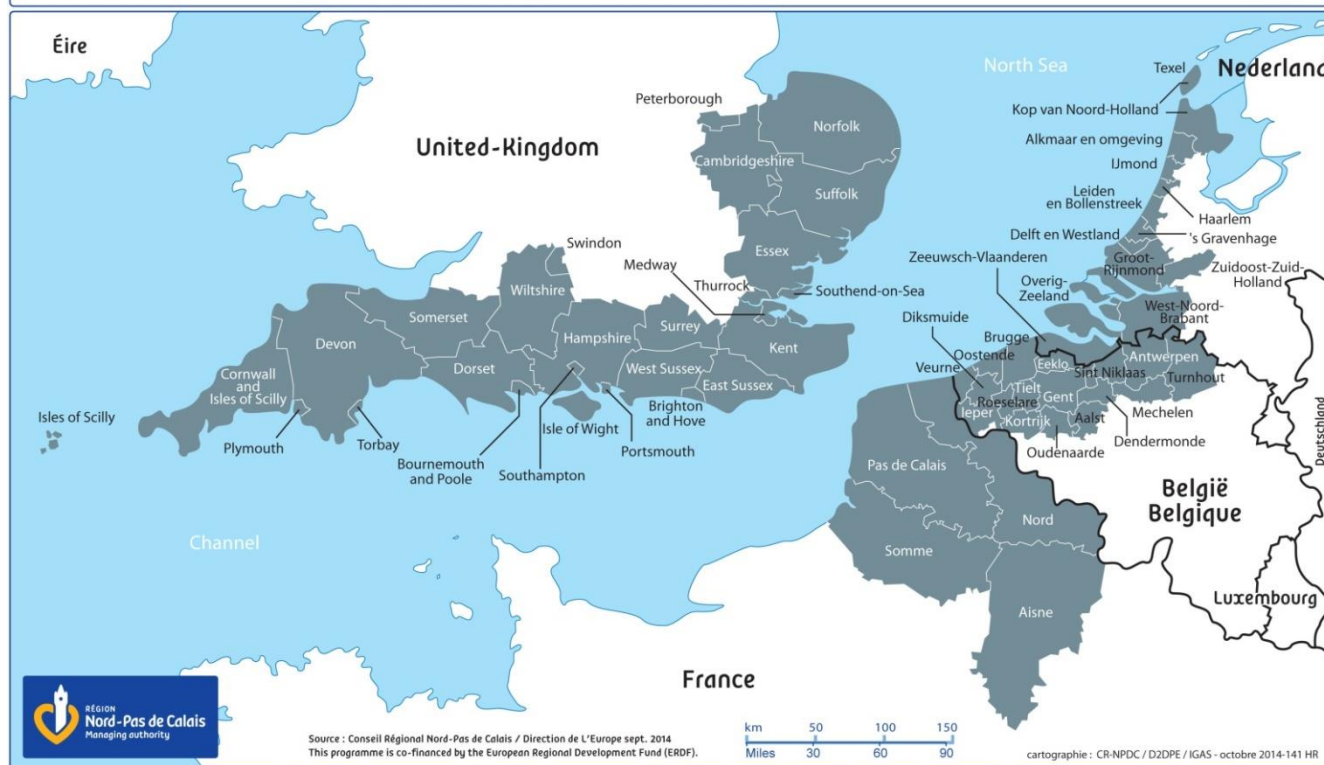 Éire
North Sea
Texel
Nederland
Peterborough
Kop van Noord-Holland
Norfolk
United-Kingdom
Alkmaar en omgeving
Cambridgeshire
IJmond
Suffolk
Leiden
en Bollenstreek
Haarlem
Swindon
Essex
Delft en Westland
's Gravenhage
Medway
Zeeuwsch-Vlaanderen
Groot-
Rijnmond
Zuidoost-Zuid-
Holland
Thurrock
Wiltshire
Southend-on-Sea
Overig-
Zeeland
Somerset
Surrey
Diksmuide
West-Noord-
Brabant
Devon
Hampshire
Kent
Brugge
Oostende
Antwerpen
Veurne
Eeklo
Sint Niklaas
Dorset
West Sussex
Turnhout
Cornwall
and
Isles of Scilly
East Sussex
Tielt
Gent
Roeselare
Isles of Scilly
Brighton
and Hove
Ieper
Kortrijk
Aalst
Mechelen
Isle of Wight
Plymouth
Torbay
Portsmouth
Dendermonde
Oudenaarde
Deutschland
Bournemouth
and Poole
Southampton
Pas de Calais
België
Belgique
Nord
Channel
Somme
Aisne
Luxembourg
France
RÉGION
Nord-Pas de Calais
Managing authority
Source : Conseil Régional Nord-Pas de Calais / Direction de L'Europe sept. 2014
This programme is co-financed by the European Regional Development Fund (ERDF).
km 50 100 150
Miles 30 60 90
cartographie : CR-NPDC / D2DPE / IGAS - octobre 2014-141 HR